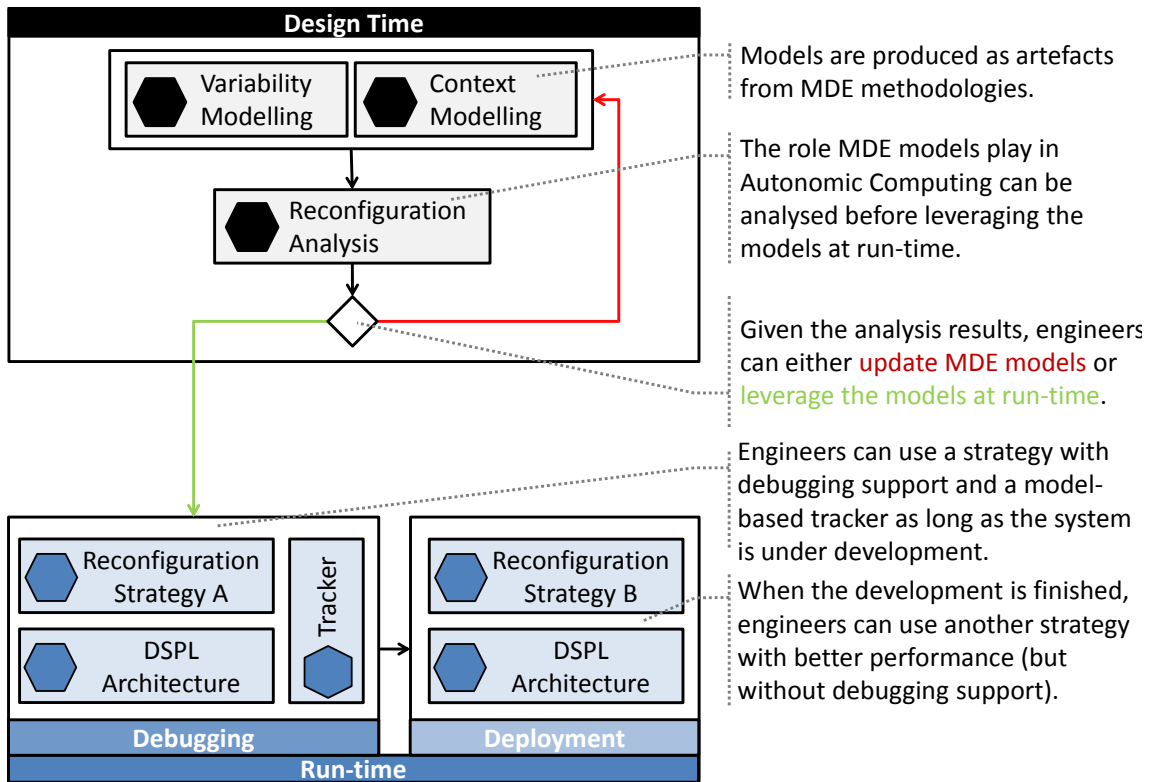 Design Time
Variability
Modelling
Context
Modelling
Reconfiguration
Analysis
Models are produced as artefacts
from MDE methodologies.
The role MDE models play in
Autonomic Computing can be
analysed before leveraging the
models at run-time.
Given the analysis results, engineers
can either update MDE models or
leverage the models at run-time.
Engineers can use a strategy with
debugging support and a model-
based tracker as long as the system
is under development.
When the development is finished,
engineers can use another strategy
with better performance (but
without debugging support).
Reconfiguration
Strategy A
DSPL
Architecture
Tracker
Debugging
Reconfiguration
Strategy B
DSPL
Architecture
Deployment
Run-time